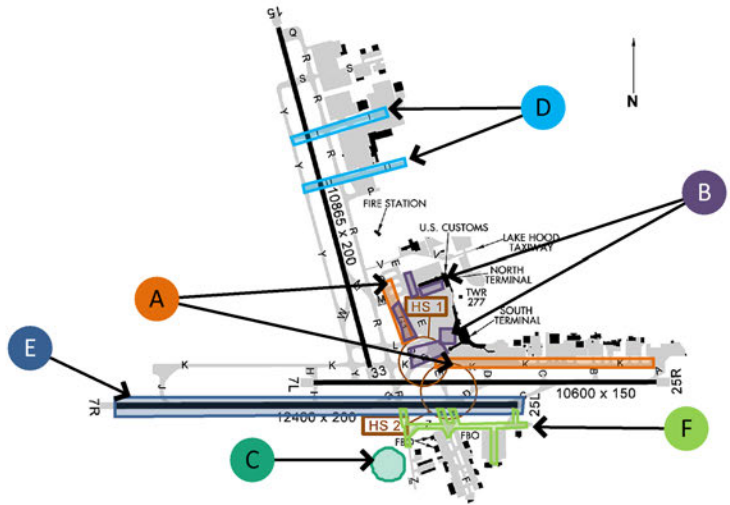 15
Q
R
R
S
S
R
Y
Y
T
T
D
N
R
R
U
U
Y
P
10865 x 200
FIRE STATION
B
R
U.S. CUSTOMS
Y
LAKE HOOD
TAXIWAY
E
V
V
NORTH
TERMINAL
A
M
M
TWR
277
HS 1
R
E
SOUTH
TERMINAL
E
L
K
K
Y
33
K
K
K
D
C
B
A
25R
J
H
7L
10600 x 150
7R
12400 x 200
G
25L
HS 2
FBO
FBO
F
C
Z
F